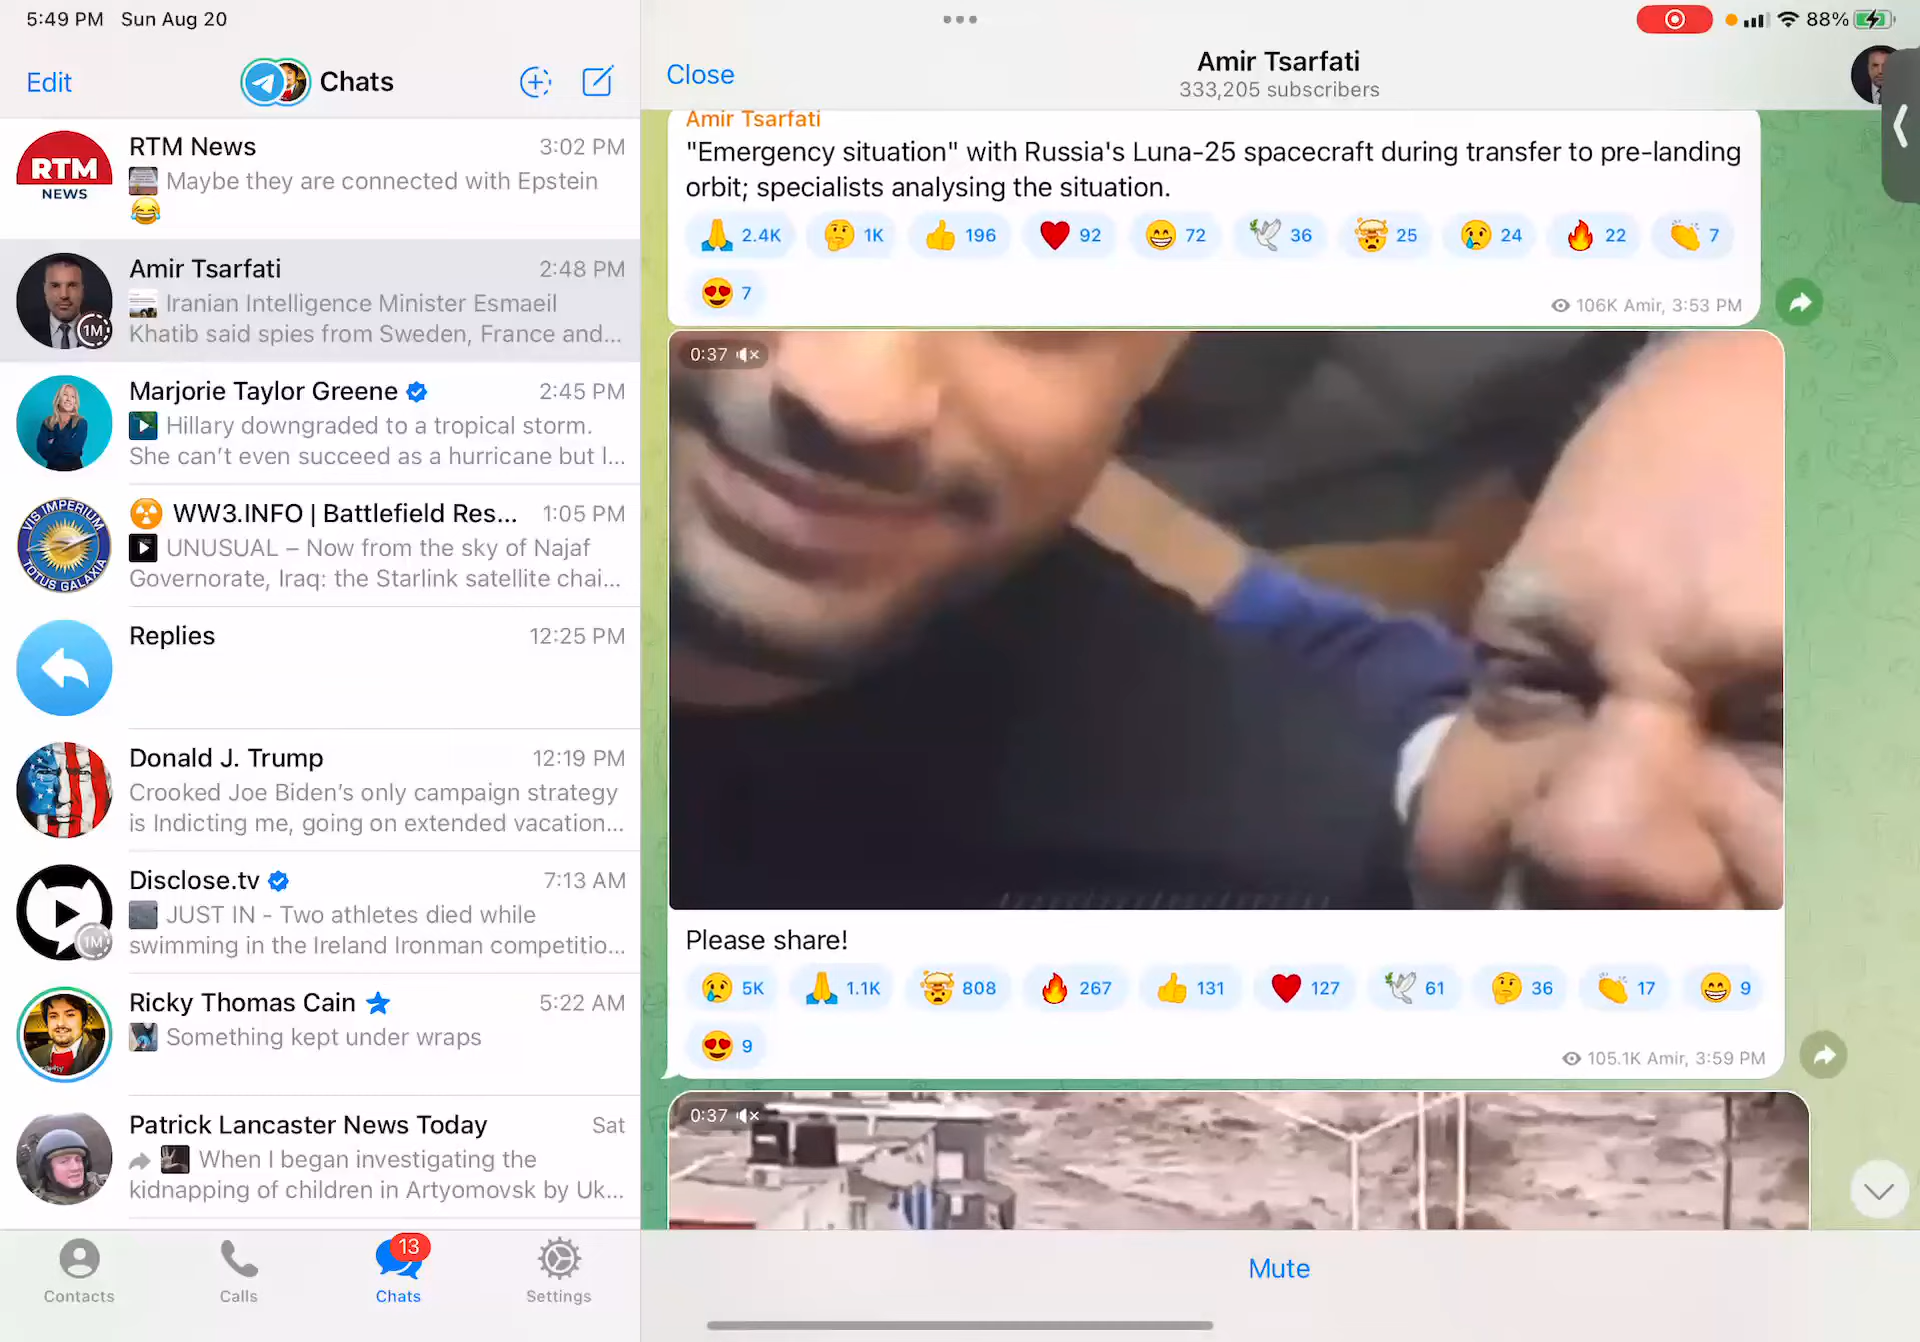 5:49 PM Sun Aug 20
88%
Edit
Chats
RTM News 3:02 PM
Maybe they are connected with Epstein
😂
RTM
NEWS
Amir Tsarfati 2:48 PM
Iranian Intelligence Minister Esmaeil
Khatib said spies from Sweden, France and...
1M
Marjorie Taylor Greene 2:45 PM
Hillary downgraded to a tropical storm.
She can't even succeed as a hurricane but I...
☢️ WW3.INFO | Battlefield Res... 1:05 PM
UNUSUAL – Now from the sky of Najaf
Governorate, Iraq: the Starlink satellite chai...
VIS IMPERIUM
TOTUS GALAXIA
Replies 12:25 PM
Donald J. Trump 12:19 PM
Crooked Joe Biden's only campaign strategy
is Indicting me, going on extended vacation...
Disclose.tv 7:13 AM
JUST IN - Two athletes died while
swimming in the Ireland Ironman competitio...
1M
Ricky Thomas Cain 5:22 AM
Something kept under wraps
Patrick Lancaster News Today Sat
When I began investigating the
kidnapping of children in Artyomovsk by Uk...
Contacts
Calls
13
Chats
Settings
Close
Amir Tsarfati
333,205 subscribers
Amir Tsarfati
"Emergency situation" with Russia's Luna-25 spacecraft during transfer to pre-landing
orbit; specialists analysing the situation.
🙏 2.4K 🤔 1K 👍 196 ❤️ 92 😁 72 🕊 36 🤯 25 😢 24 🔥 22 👏 7
😍 7
106K Amir, 3:53 PM
0:37
Please share!
😢 5K 🙏 1.1K 🤯 808 🔥 267 👍 131 ❤️ 127 🕊 61 🤔 36 👏 17 😁 9
😍 9
105.1K Amir, 3:59 PM
0:37
Mute